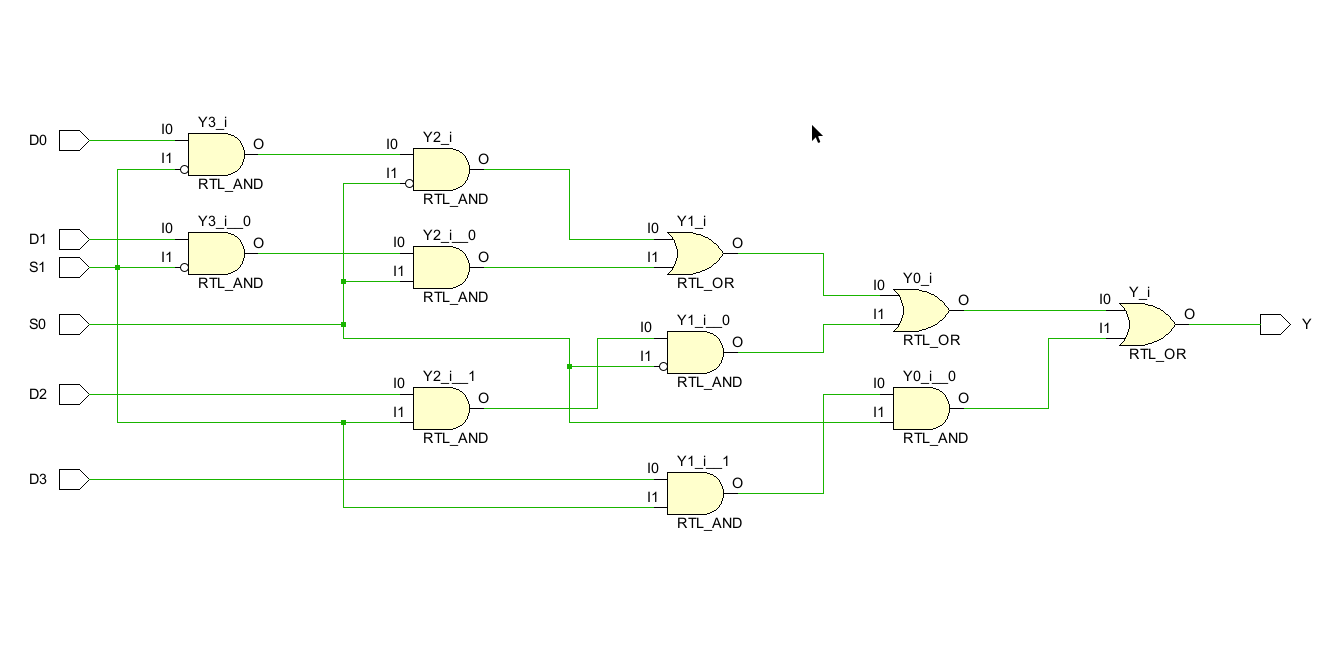 Y3_i
D0
I0
O
I1
RTL_AND
Y2_i
I0
O
I1
RTL_AND
Y3_i__0
D1
I0
O
S1
I1
RTL_AND
Y2_i__0
I0
O
I1
RTL_AND
Y1_i
I0
O
I1
RTL_OR
Y0_i
I0
O
I1
RTL_OR
Y_i
I0
O
I1
RTL_OR
Y
S0
Y1_i__0
I0
O
I1
RTL_AND
D2
Y2_i__1
I0
O
I1
RTL_AND
Y0_i__0
I0
O
I1
RTL_AND
D3
Y1_i__1
I0
O
I1
RTL_AND